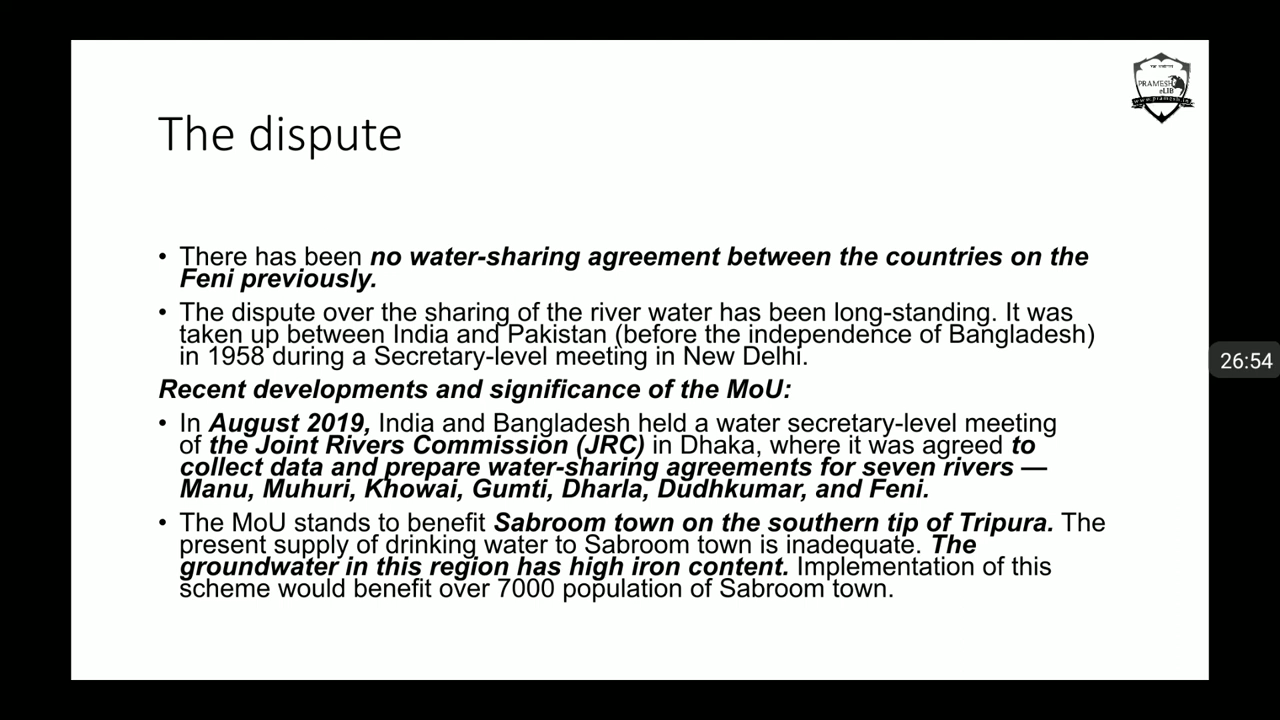 PRAMESH
eLIB
www.pramesh.in
The dispute
• There has been no water-sharing agreement between the countries on the
Feni previously.
• The dispute over the sharing of the river water has been long-standing. It was
taken up between India and Pakistan (before the independence of Bangladesh)
in 1958 during a Secretary-level meeting in New Delhi.
26:54
Recent developments and significance of the MoU:
• In August 2019, India and Bangladesh held a water secretary-level meeting
of the Joint Rivers Commission (JRC) in Dhaka, where it was agreed to
collect data and prepare water-sharing agreements for seven rivers —
Manu, Muhuri, Khowai, Gumti, Dharla, Dudhkumar, and Feni.
• The MoU stands to benefit Sabroom town on the southern tip of Tripura. The
present supply of drinking water to Sabroom town is inadequate. The
groundwater in this region has high iron content. Implementation of this
scheme would benefit over 7000 population of Sabroom town.